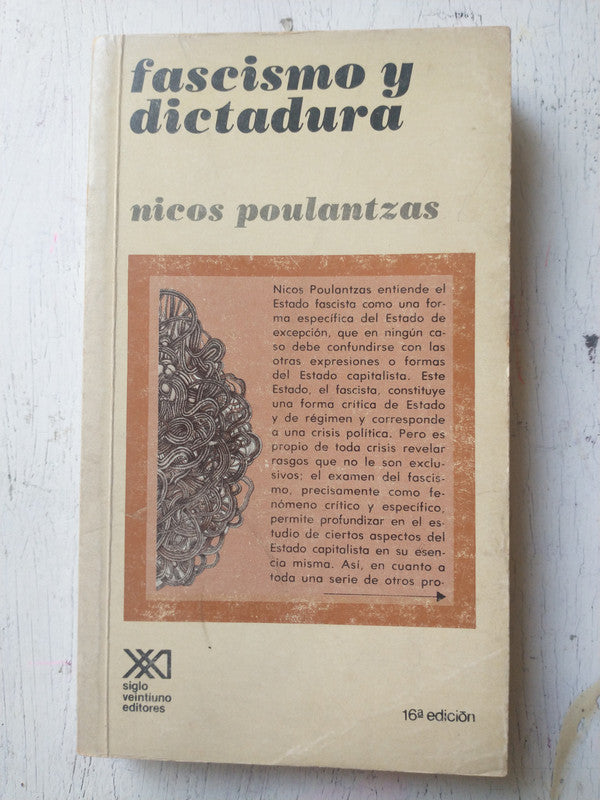 fascismo y
dictadura
nicos poulantzas
Nicos Poulantzas entiende el
Estado fascista como una for-
ma específica del Estado de
excepción, que en ningún ca-
so debe confundirse con las
otras expresiones o formas
del Estado capitalista. Este
Estado, el fascista, constituye
una forma crítica de Estado
y de régimen y corresponde
a una crisis política. Pero es
propio de toda crisis revelar
rasgos que no le son exclu-
sivos; el examen del fascis-
mo, precisamente como fe-
nómeno crítico y específico,
permite profundizar en el es-
tudio de ciertos aspectos del
Estado capitalista en su esen-
cia misma. Así, en cuanto a
toda una serie de otros pro-
siglo
veintiuno
editores
16ª edición